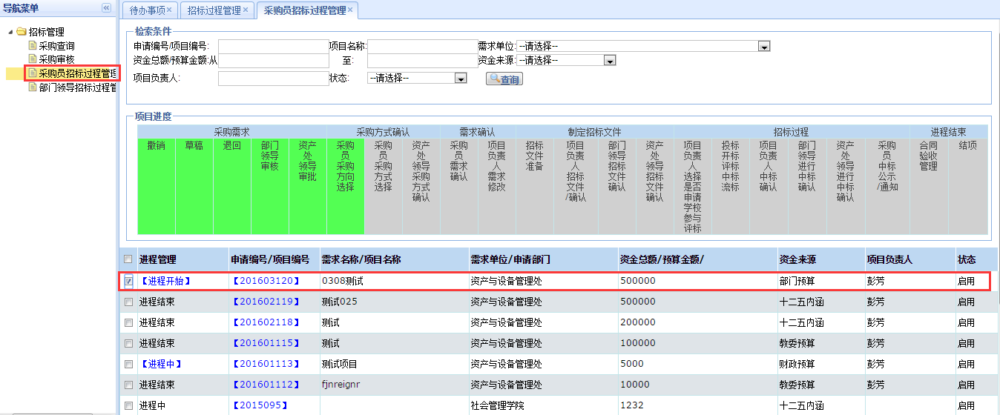 导航菜单
招标管理
采购查询
采购审核
采购员招标过程管理
部门领导招标过程管
待办事项 招标过程管理 采购员招标过程管理
检索条件
申请编号/项目编号: 项目名称: 需求单位: --请选择--
资金总额/预算金额:从 至: 资金来源: --请选择--
项目负责人: 状态: --请选择-- 查询
项目进度
采购需求 采购方式确认 需求确认 制定招标文件 招标过程 进程结束
撤销
草稿
退回
部门
领导
审核
资产
处
领导
审批
采购
员
采购
方向
选择
采购
员
采购
方式
选择
资产
处
领导
采购
方式
确认
采购
员
需求
确认
项目
负责
人
需求
修改
招标
文件
准备
项目
负责
人
招标
文件
/确认
部门
领导
招标
文件
确认
资产
处
领导
招标
文件
确认
项目
负责
人
选择
是否
申请
学校
参与
评标
投标
开标
评标
中标
流标
项目
负责
人
中标
确认
部门
领导
进行
中标
确认
资产
处
领导
进行
中标
确认
采购
员
中标
公示
/通知
合同
验收
管理
结项
进程管理 申请编号/项目编号 需求名称/项目名称 需求单位/申请部门 资金总额/预算金额/ 资金来源 项目负责人 状态
【进程开始】 【201603120】 0308测试 资产与设备管理处 500000 部门预算 彭芳 启用
进程结束 【201602119】 测试025 资产与设备管理处 500000 十二五内涵 彭芳 启用
进程结束 【201602118】 测试 资产与设备管理处 200000 十二五内涵 彭芳 启用
进程结束 【201601115】 测试 资产与设备管理处 100000 教委预算 彭芳 启用
【进程中】 【201601113】 测试项目 资产与设备管理处 5000 财政预算 彭芳 启用
进程结束 【201601112】 fjnreignr 资产与设备管理处 10000 教委预算 彭芳 启用
进程中 【2015095】 社会管理学院 1232 十二五内涵 启用